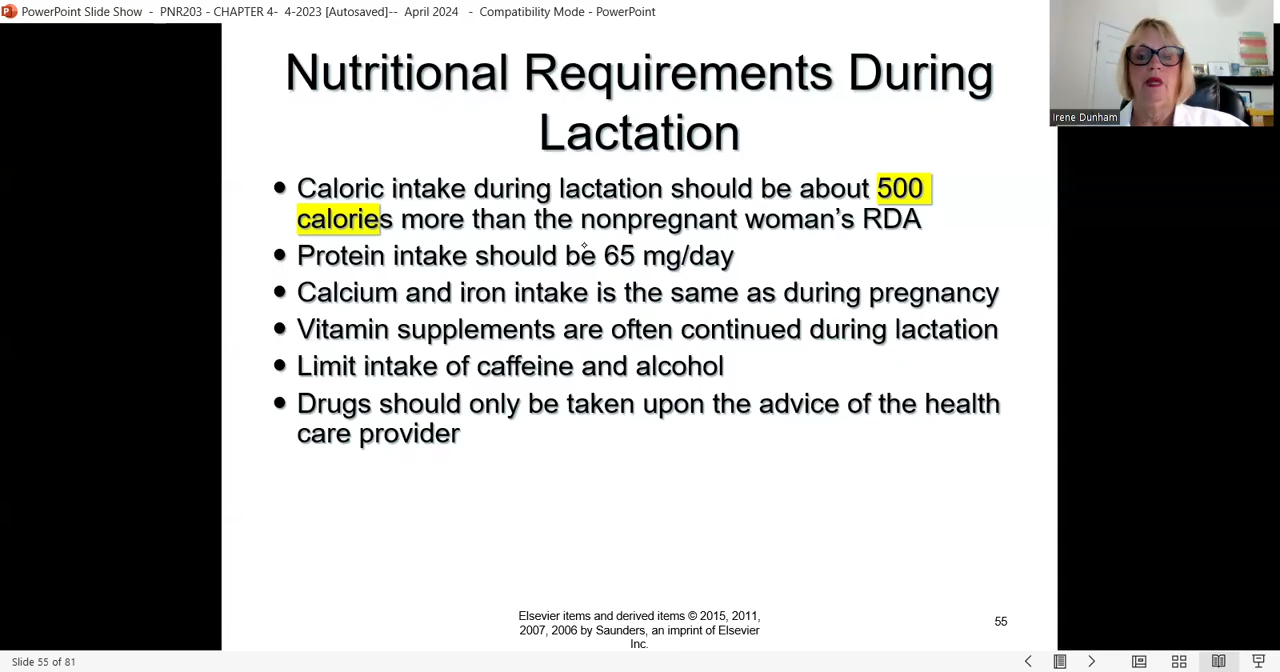 PowerPoint Slide Show - PNR203 - CHAPTER 4- 4-2023 [Autosaved]-- April 2024 - Compatibility Mode - PowerPoint
Irene Dunham
Nutritional Requirements During
Lactation
• Caloric intake during lactation should be about 500
calories more than the nonpregnant woman’s RDA
• Protein intake should be 65 mg/day
• Calcium and iron intake is the same as during pregnancy
• Vitamin supplements are often continued during lactation
• Limit intake of caffeine and alcohol
• Drugs should only be taken upon the advice of the health
care provider
Elsevier items and derived items © 2015, 2011,
2007, 2006 by Saunders, an imprint of Elsevier
Inc.
55
Slide 55 of 81